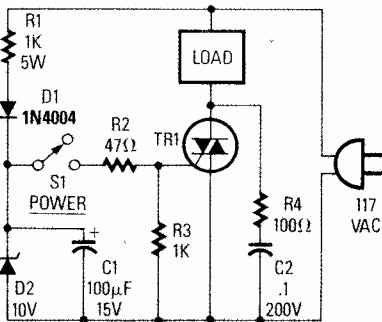 R1
1K
5W
LOAD
D1
1N4004
R2
47Ω
TR1
S1
POWER
R4
100Ω
117
VAC
R3
1K
+
C1
100µF
15V
C2
.1
200V
D2
10V